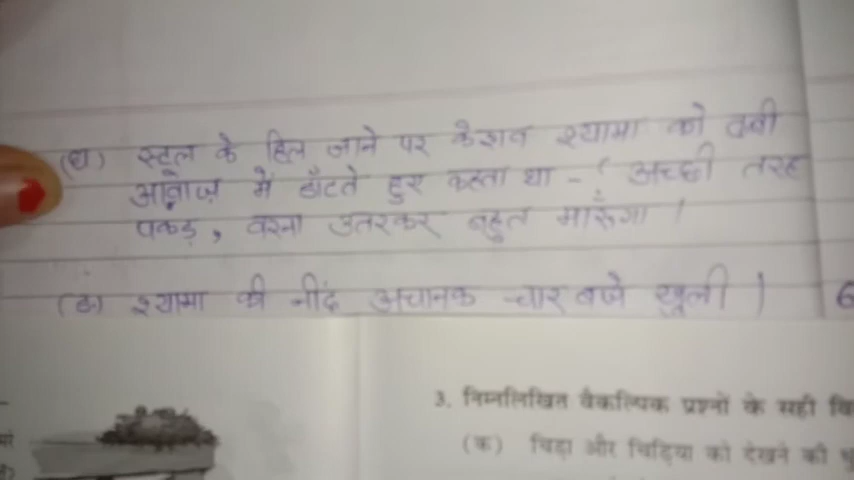 (घ) स्टूल के हिल जाने पर केशव श्यामा को दबी
आवाज़ में डाँटते हुए कहता था - ' अच्छी तरह
पकड़, वरना उतरकर बहुत मारूँगा ।
(ङ) श्यामा की नींद अचानक चार बजे खुली । 6
3. निम्नलिखित वैकल्पिक प्रश्नों के सही
(क) चिड़ा और चिड़िया को देखने की